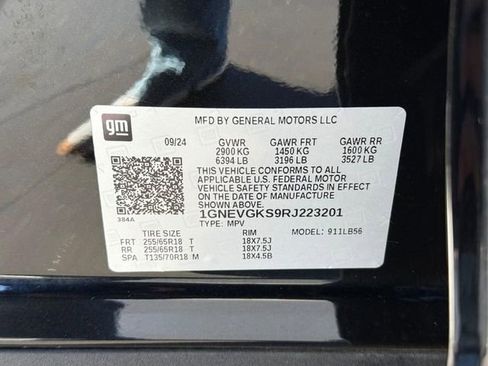 gm
MFD BY GENERAL MOTORS LLC
09/24 GVWR GAWR FRT GAWR RR
2900 KG 1450 KG 1600 KG
6394 LB 3196 LB 3527 LB
THIS VEHICLE CONFORMS TO ALL
APPLICABLE U.S. FEDERAL MOTOR VEHICLE
SAFETY STANDARDS IN EFFECT ON THE DATE
OF MANUFACTURE SHOWN ABOVE.
384A
1GNEVGKS9RJ223201
TYPE: MPV
TIRE SIZE RIM MODEL: 911LB56
FRT 255/65R18 T 18X7.5J
RR 255/65R18 T 18X7.5J
SPA T135/70R18 M 18X4.5B